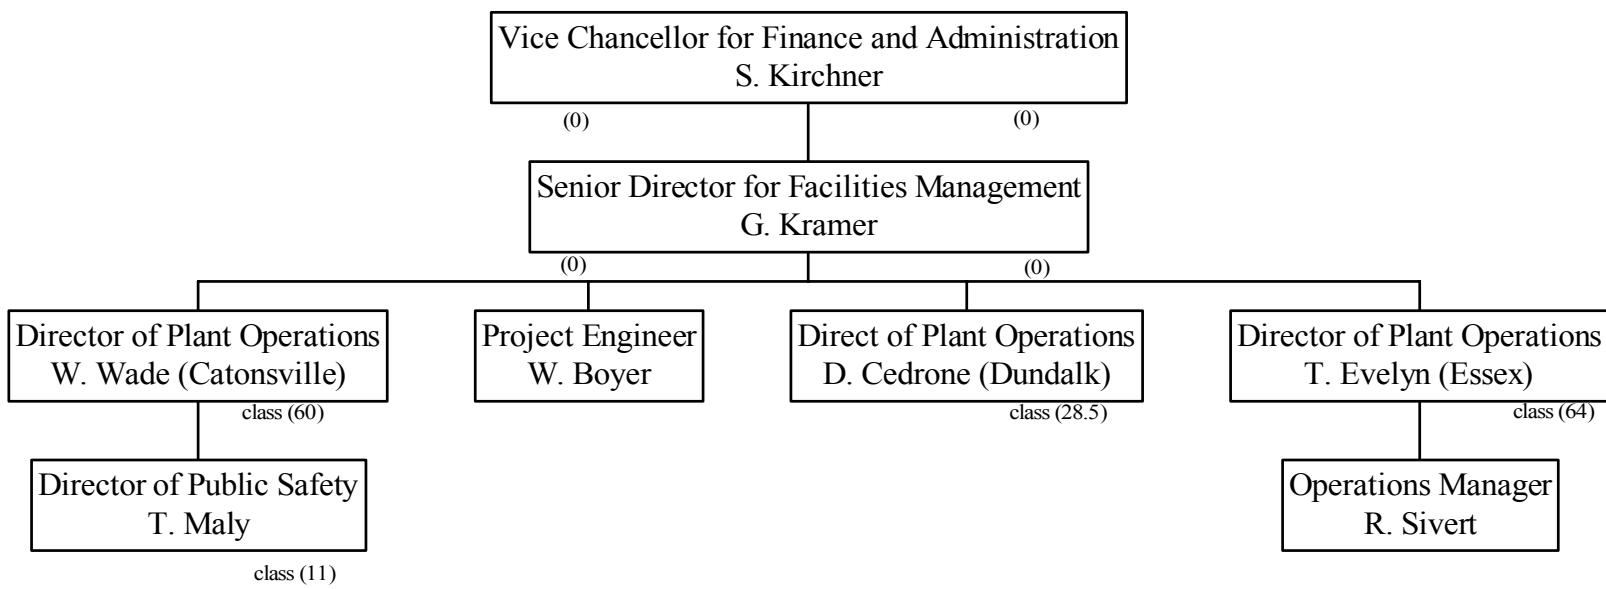 Vice Chancellor for Finance and Administration
S. Kirchner
(0)
(0)
Senior Director for Facilities Management
G. Kramer
(0)
(0)
Director of Plant Operations
W. Wade (Catonsville)
class (60)
Project Engineer
W. Boyer
Direct of Plant Operations
D. Cedrone (Dundalk)
class (28.5)
Director of Plant Operations
T. Evelyn (Essex)
class (64)
Director of Public Safety
T. Maly
class (11)
Operations Manager
R. Sivert